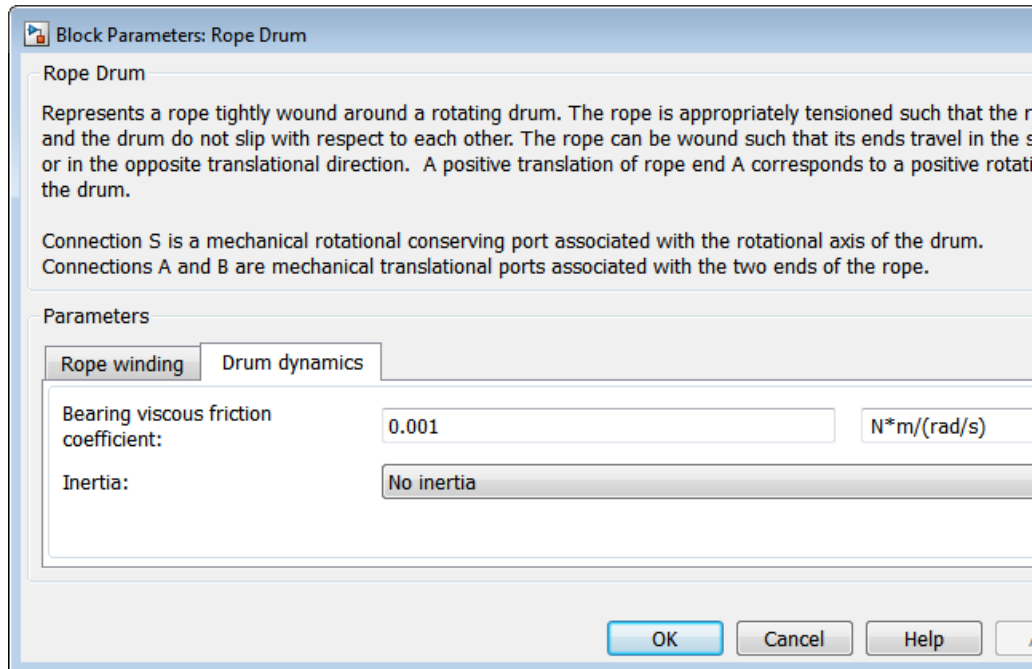 Block Parameters: Rope Drum
Rope Drum
Represents a rope tightly wound around a rotating drum. The rope is appropriately tensioned such that the
and the drum do not slip with respect to each other. The rope can be wound such that its ends travel in the
or in the opposite translational direction. A positive translation of rope end A corresponds to a positive
the drum.
Connection S is a mechanical rotational conserving port associated with the rotational axis of the drum.
Connections A and B are mechanical translational ports associated with the two ends of the rope.
Parameters
Rope winding Drum dynamics
Bearing viscous friction
coefficient: 0.001 N*m/(rad/s)
Inertia: No inertia
OK Cancel Help